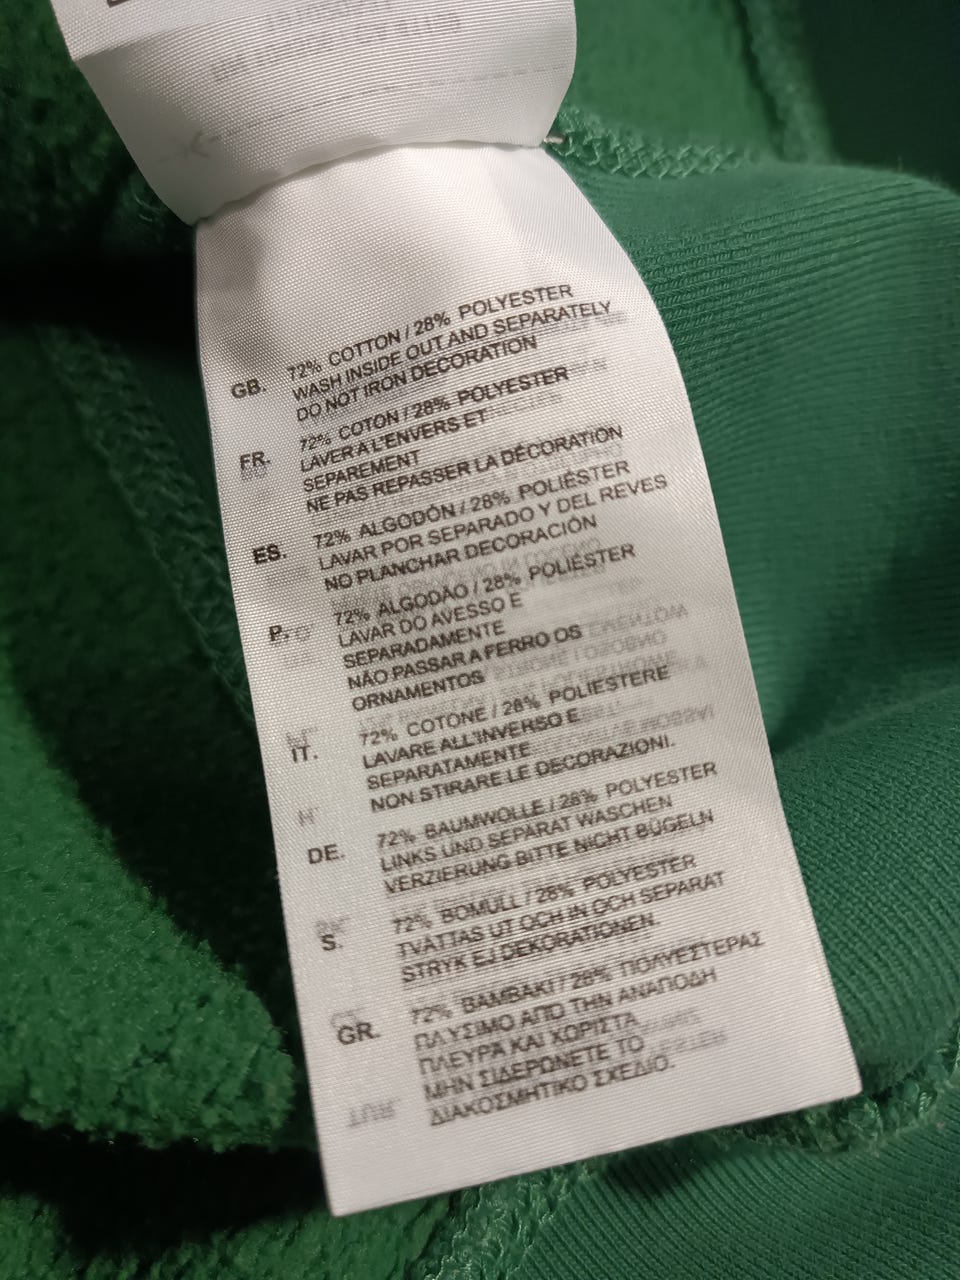 GB. 72% COTTON / 28% POLYESTER
WASH INSIDE OUT AND SEPARATELY
DO NOT IRON DECORATION
FR. 72% COTON / 28% POLYESTER
LAVER A L'ENVERS ET
SEPAREMENT
NE PAS REPASSER LA DÉCORATION
ES. 72% ALGODÓN / 28% POLIÉSTER
LAVAR POR SEPARADO Y DEL REVES
NO PLANCHAR DECORACIÓN
P. 72% ALGODÃO / 28% POLIÉSTER
LAVAR DO AVESSO E
SEPARADAMENTE
NÃO PASSAR A FERRO OS
ORNAMENTOS
IT. 72% COTONE / 28% POLIESTERE
LAVARE ALL'INVERSO E
SEPARATAMENTE
NON STIRARE LE DECORAZIONI.
DE. 72% BAUMWOLLE / 28% POLYESTER
LINKS UND SEPARAT WASCHEN
VERZIERUNG BITTE NICHT BÜGELN
S. 72% BOMULL / 28% POLYESTER
TVÄTTAS UT OCH IN OCH SEPARAT
STRYK EJ DEKORATIONEN.
GR. 72% ΒΑΜΒΑΚΙ / 28% ΠΟΛΥΕΣΤΕΡΑΣ
ΠΛΥΣΙΜΟ ΑΠΟ ΤΗΝ ΑΝΑΠΟΔΗ
ΠΛΕΥΡΑ ΚΑΙ ΧΩΡΙΣΤΑ
ΜΗΝ ΣΙΔΕΡΩΝΕΤΕ ΤΟ
ΔΙΑΚΟΣΜΗΤΙΚΟ ΣΧΕΔΙΟ.